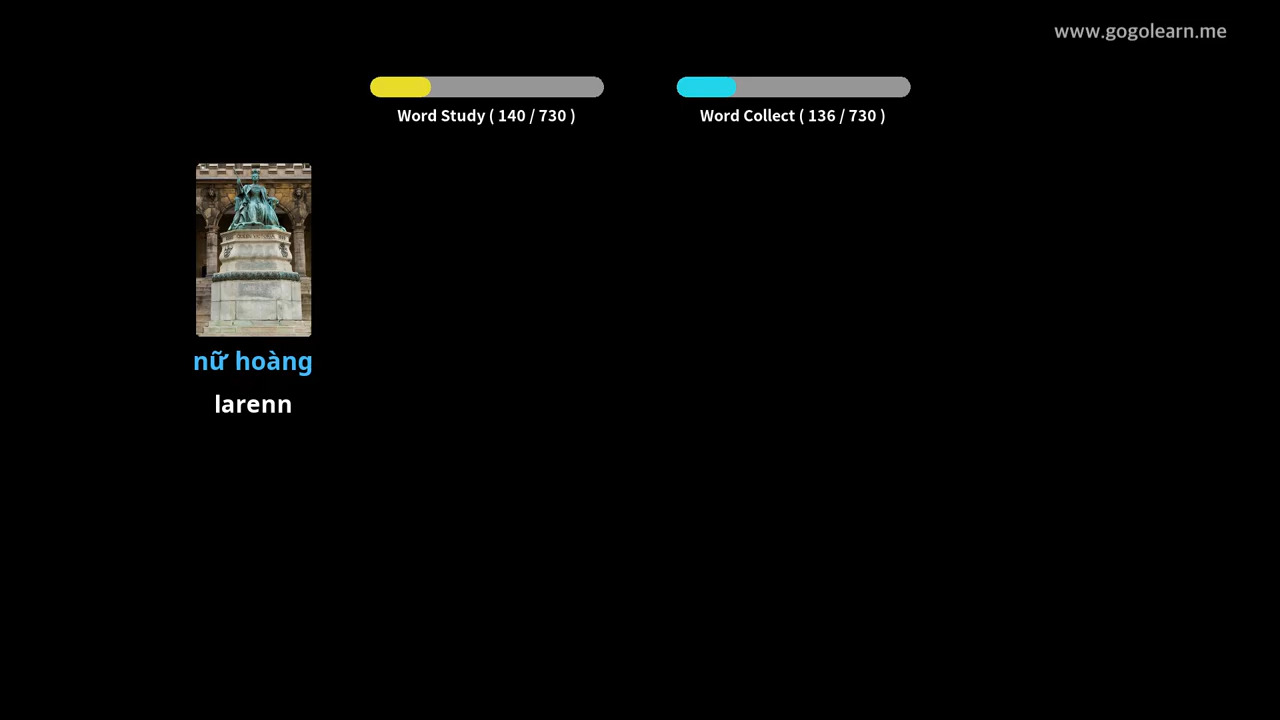 www.gogolearn.me
Word Study ( 140 / 730 )
Word Collect ( 136 / 730 )
nữ hoàng
larenn